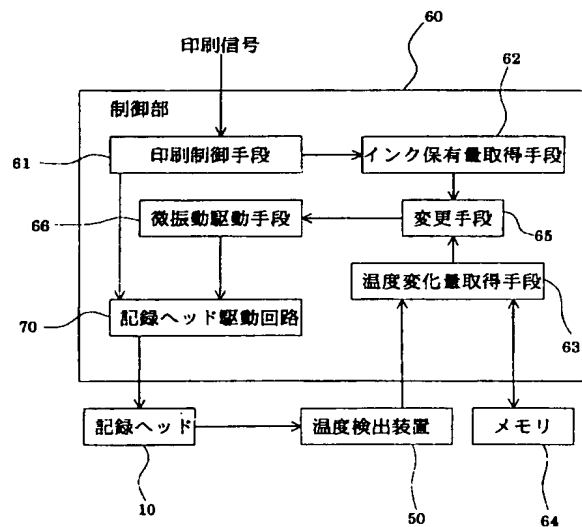 60
印刷信号
62
制御部
61
印刷制御手段
インク保有量取得手段
66
微振動駆動手段
変更手段
65
温度変化量取得手段
63
70
記録ヘッド駆動回路
記録ヘッド
温度検出装置
メモリ
10
50
64